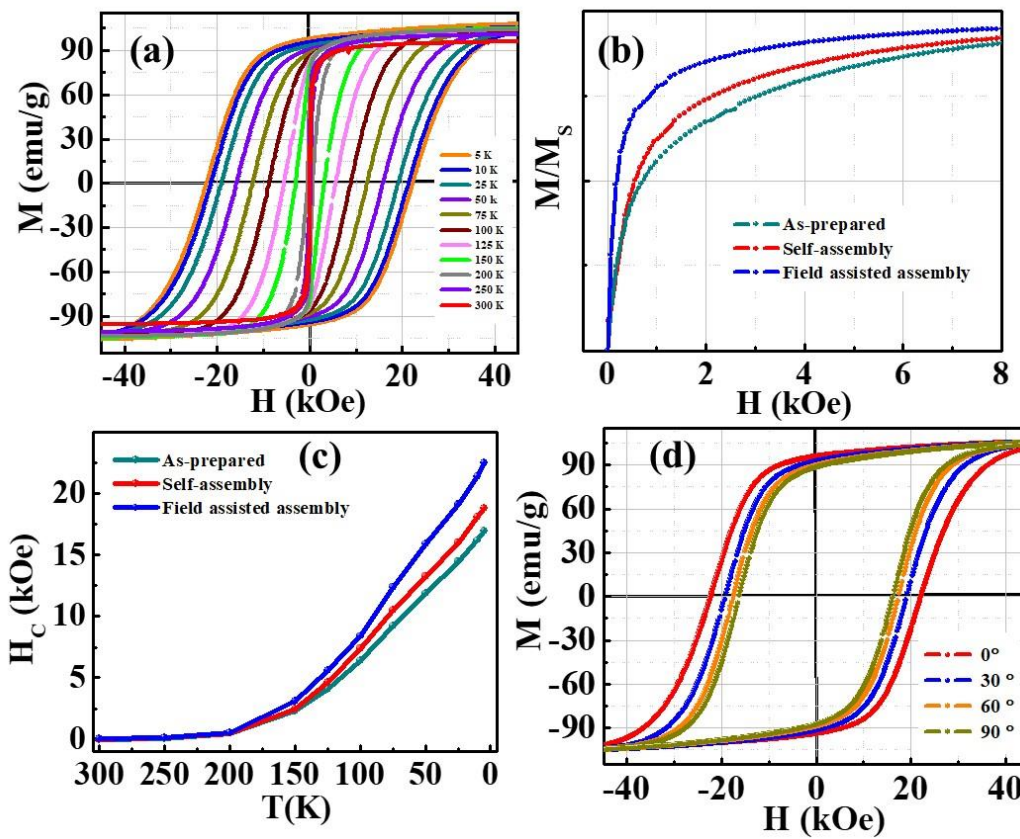 (a)
M (emu/g)
90
60
30
0
-30
-60
-90
5 K
10 K
25 K
50 k
75 K
100 K
125 K
150 K
200 K
250 K
300 K
-40 -20 0 20 40
H (kOe)
(b)
M/M_S
As-prepared
Self-assembly
Field assisted assembly
0 2 4 6 8
H (kOe)
(c)
H_C (kOe)
20
15
10
5
0
As-prepared
Self-assembly
Field assisted assembly
300 250 200 150 100 50 0
T(K)
(d)
M (emu/g)
90
60
30
0
-30
-60
-90
0°
30 °
60 °
90 °
-40 -20 0 20 40
H (kOe)